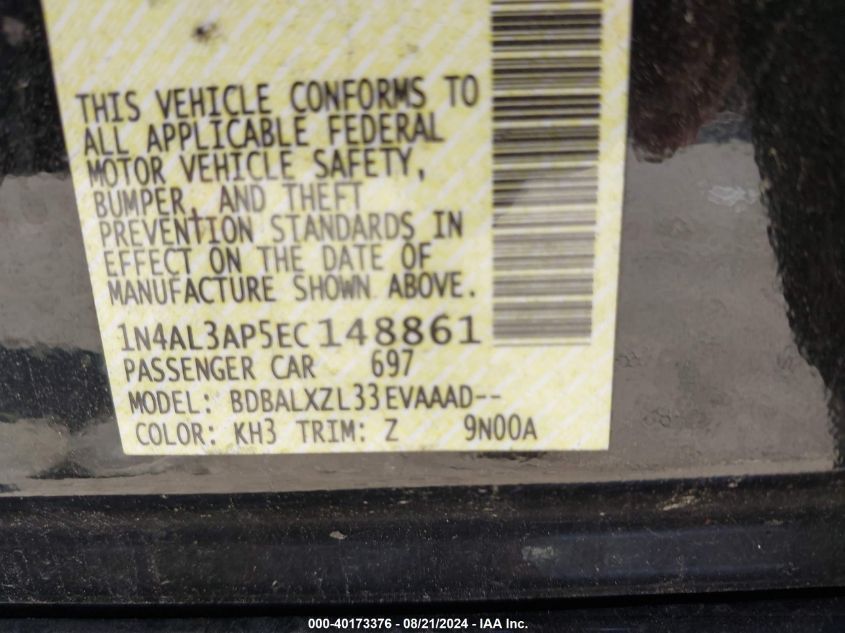 THIS VEHICLE CONFORMS TO
ALL APPLICABLE FEDERAL
MOTOR VEHICLE SAFETY,
BUMPER, AND THEFT
PREVENTION STANDARDS IN
EFFECT ON THE DATE OF
MANUFACTURE SHOWN ABOVE.
1N4AL3AP5EC148861
PASSENGER CAR 697
MODEL: BDBALXZL33EVAAAD--
COLOR: KH3 TRIM: Z 9N00A
000-40173376 - 08/21/2024 - IAA Inc.